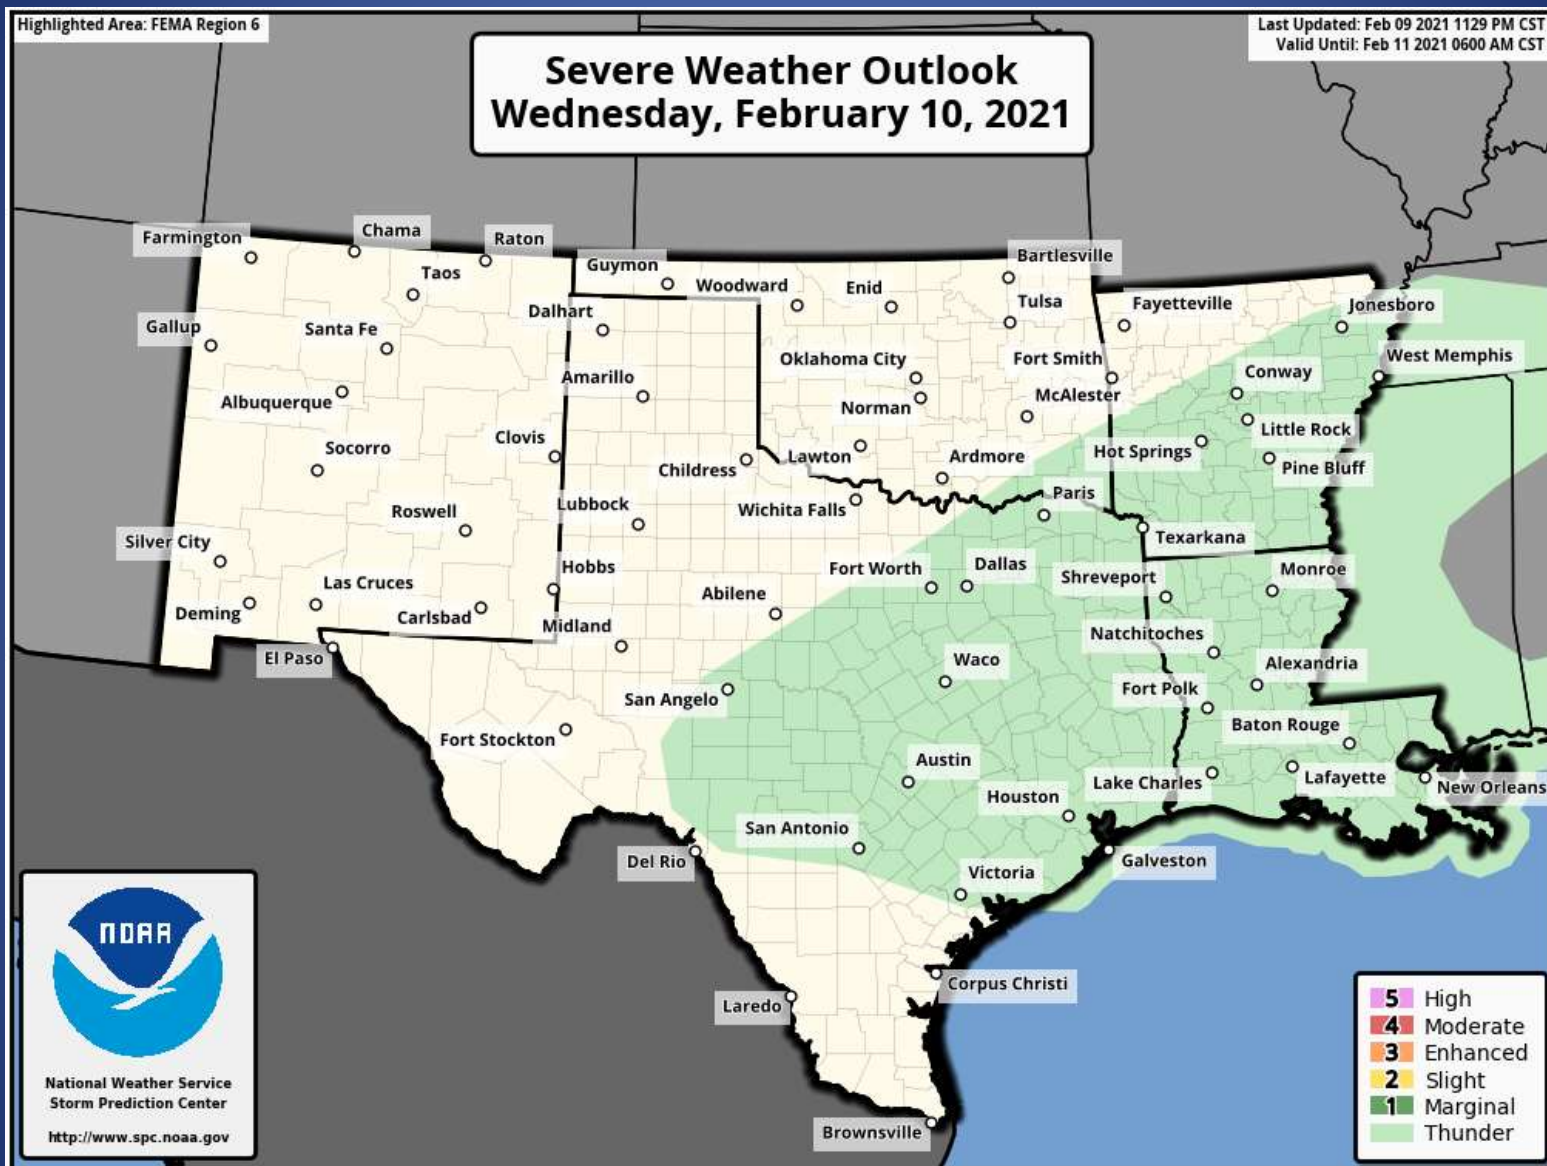 Highlighted Area: FEMA Region 6
Last Updated: Feb 09 2021 1129 PM CST
Valid Until: Feb 11 2021 0600 AM CST
Severe Weather Outlook
Wednesday, February 10, 2021
Farmington
Chama
Raton
Taos
Guymon
Woodward
Enid
Bartlesville
Tulsa
Fayetteville
Jonesboro
Gallup
Santa Fe
Dalhart
Oklahoma City
Fort Smith
West Memphis
Albuquerque
Amarillo
Norman
McAlester
Conway
Little Rock
Socorro
Clovis
Childress
Lawton
Ardmore
Hot Springs
Pine Bluff
Roswell
Lubbock
Wichita Falls
Paris
Texarkana
Silver City
Las Cruces
Hobbs
Fort Worth
Dallas
Shreveport
Monroe
Deming
Carlsbad
Midland
Abilene
Natchitoches
El Paso
San Angelo
Waco
Fort Polk
Alexandria
Fort Stockton
Baton Rouge
Austin
Houston
Lake Charles
Lafayette
New Orleans
San Antonio
Del Rio
Victoria
Galveston
Laredo
Corpus Christi
Brownsville
NOAA
National Weather Service
Storm Prediction Center
http://www.spc.noaa.gov
5 High
4 Moderate
3 Enhanced
2 Slight
1 Marginal
Thunder